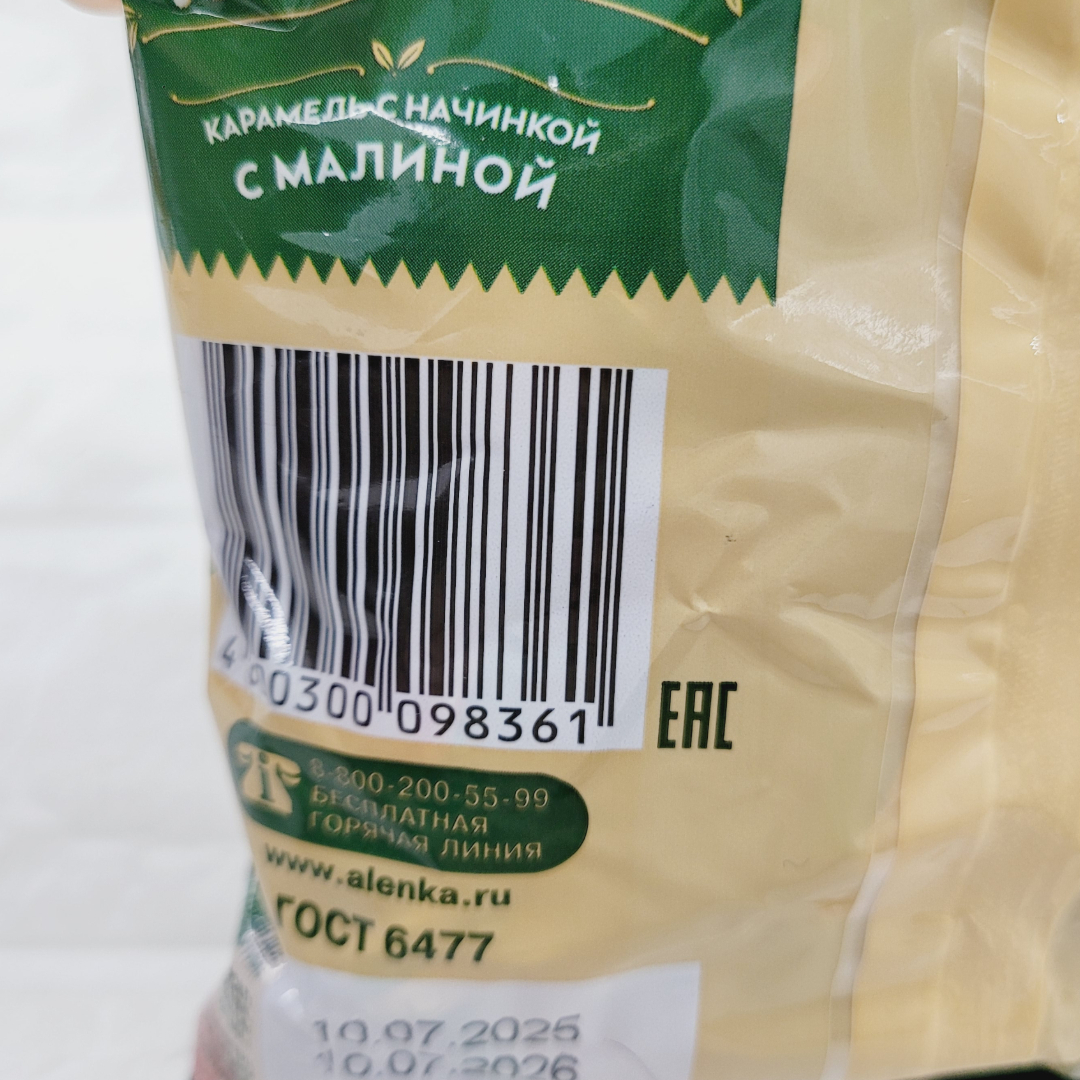 КАРАМЕЛЬ С НАЧИНКОЙ
С МАЛИНОЙ
4 600300 098361
EAC
8-800-200-55-99
БЕСПЛАТНАЯ
ГОРЯЧАЯ ЛИНИЯ
www.alenka.ru
ГОСТ 6477
10.07.2025
10.07.2026